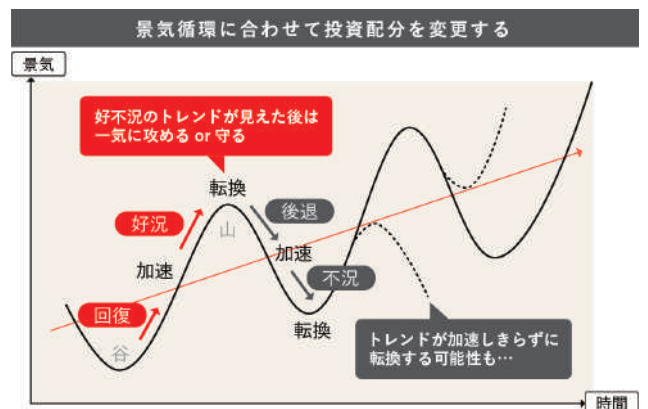 景気循環に合わせて投資配分を変更する
景気
好不況のトレンドが見えた後は
一気に攻める or 守る
転換
好況
山
後退
加速
加速
不況
回復
谷
転換
トレンドが加速しきらずに
転換する可能性も…
時間